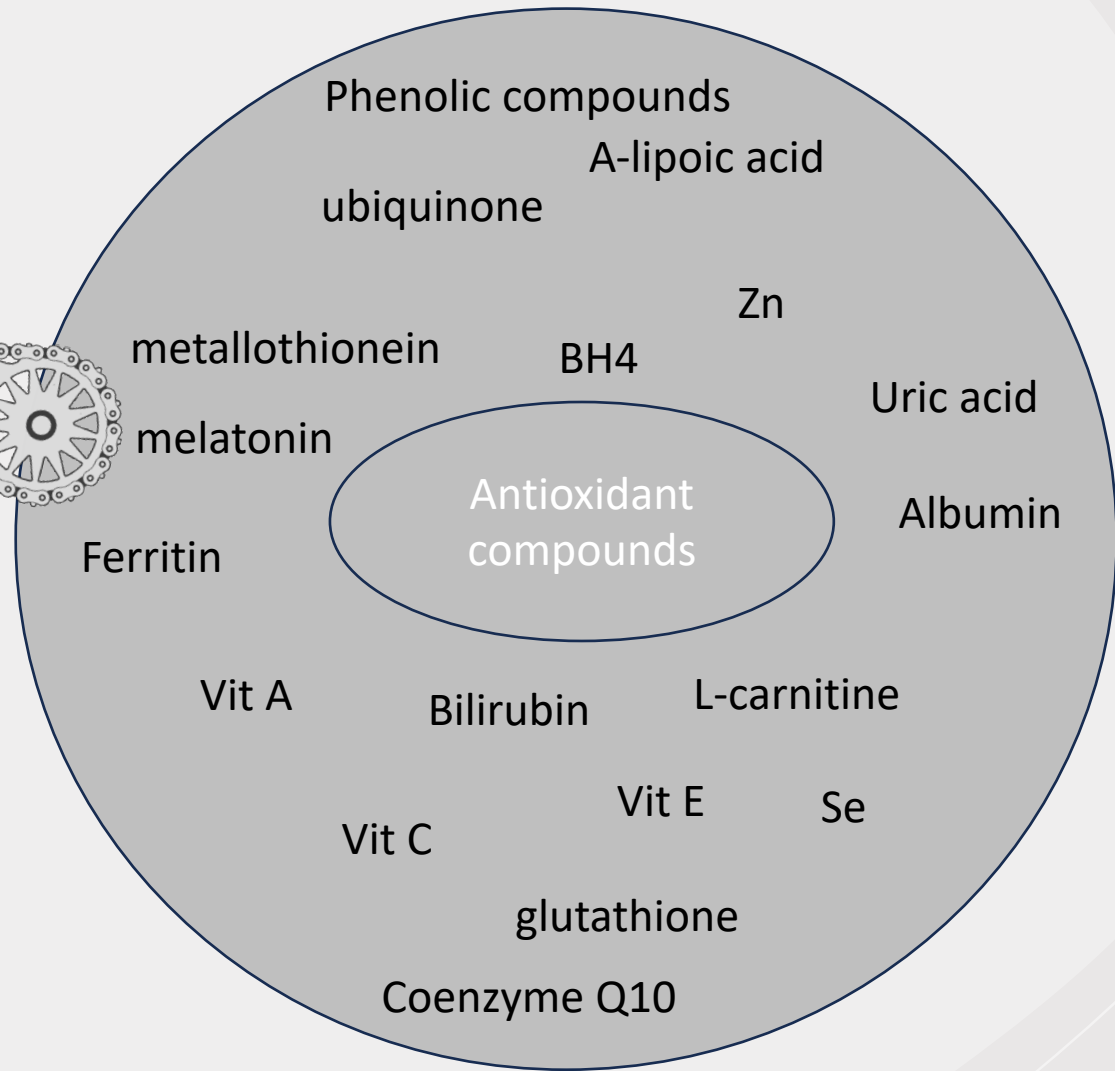 Phenolic compounds
A-lipoic acid
ubiquinone
Zn
metallothionein
BH4
Uric acid
melatonin
Antioxidant
compounds
Albumin
Ferritin
Vit A
Bilirubin
L-carnitine
Vit E
Se
Vit C
glutathione
Coenzyme Q10